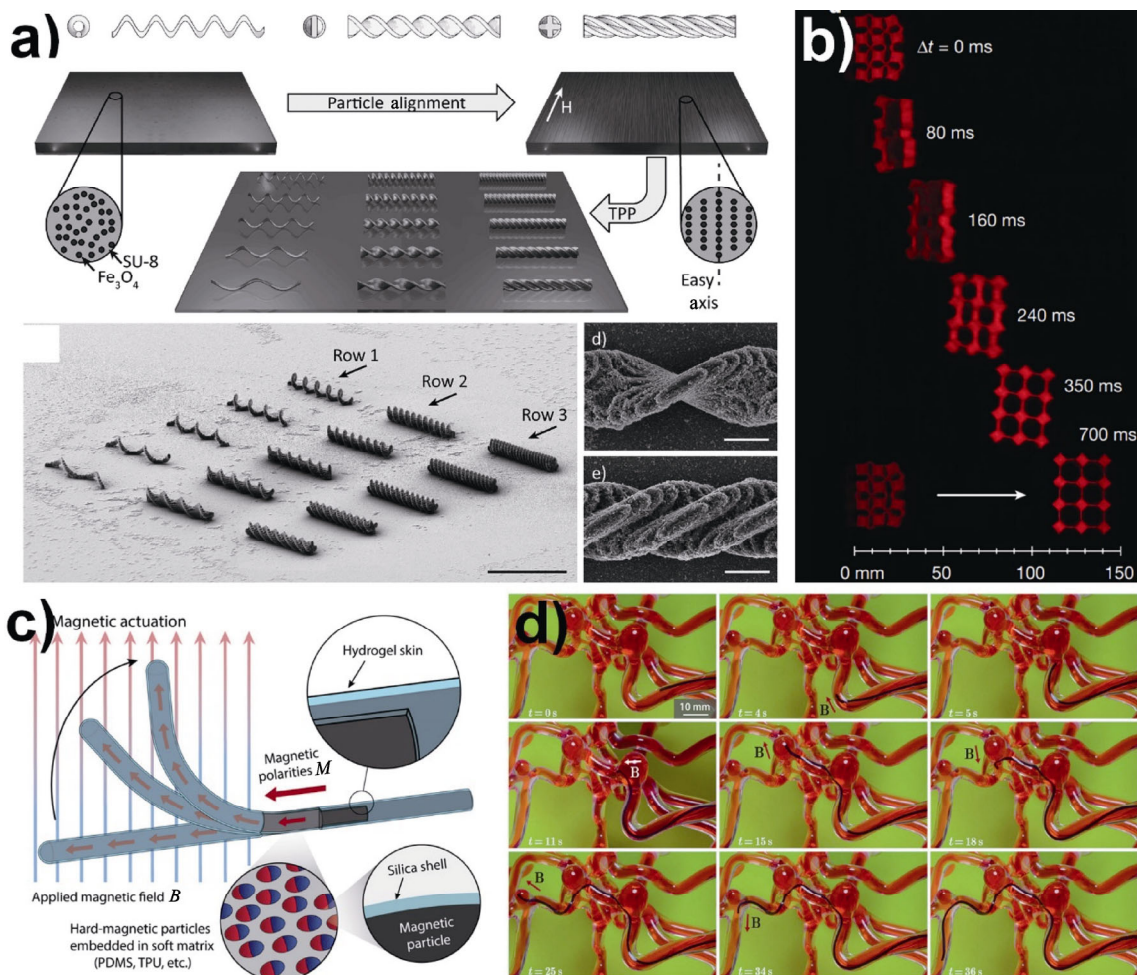 a)
Particle alignment
H
TPP
SU-8
Fe3O4
Easy
axis
Row 1
Row 2
Row 3
d)
e)
b)
Δt = 0 ms
80 ms
160 ms
240 ms
350 ms
700 ms
0 mm 50 100 150
c)
Magnetic actuation
Hydrogel skin
Magnetic
polarities M
Silica shell
Magnetic
particle
Applied magnetic field B
Hard-magnetic particles
embedded in soft matrix
(PDMS, TPU, etc.)
d)
t = 0 s
10 mm
B
t = 4 s
t = 5 s
t = 11 s
B
B
t = 15 s
B
t = 18 s
B
t = 25 s
B
t = 34 s
t = 36 s